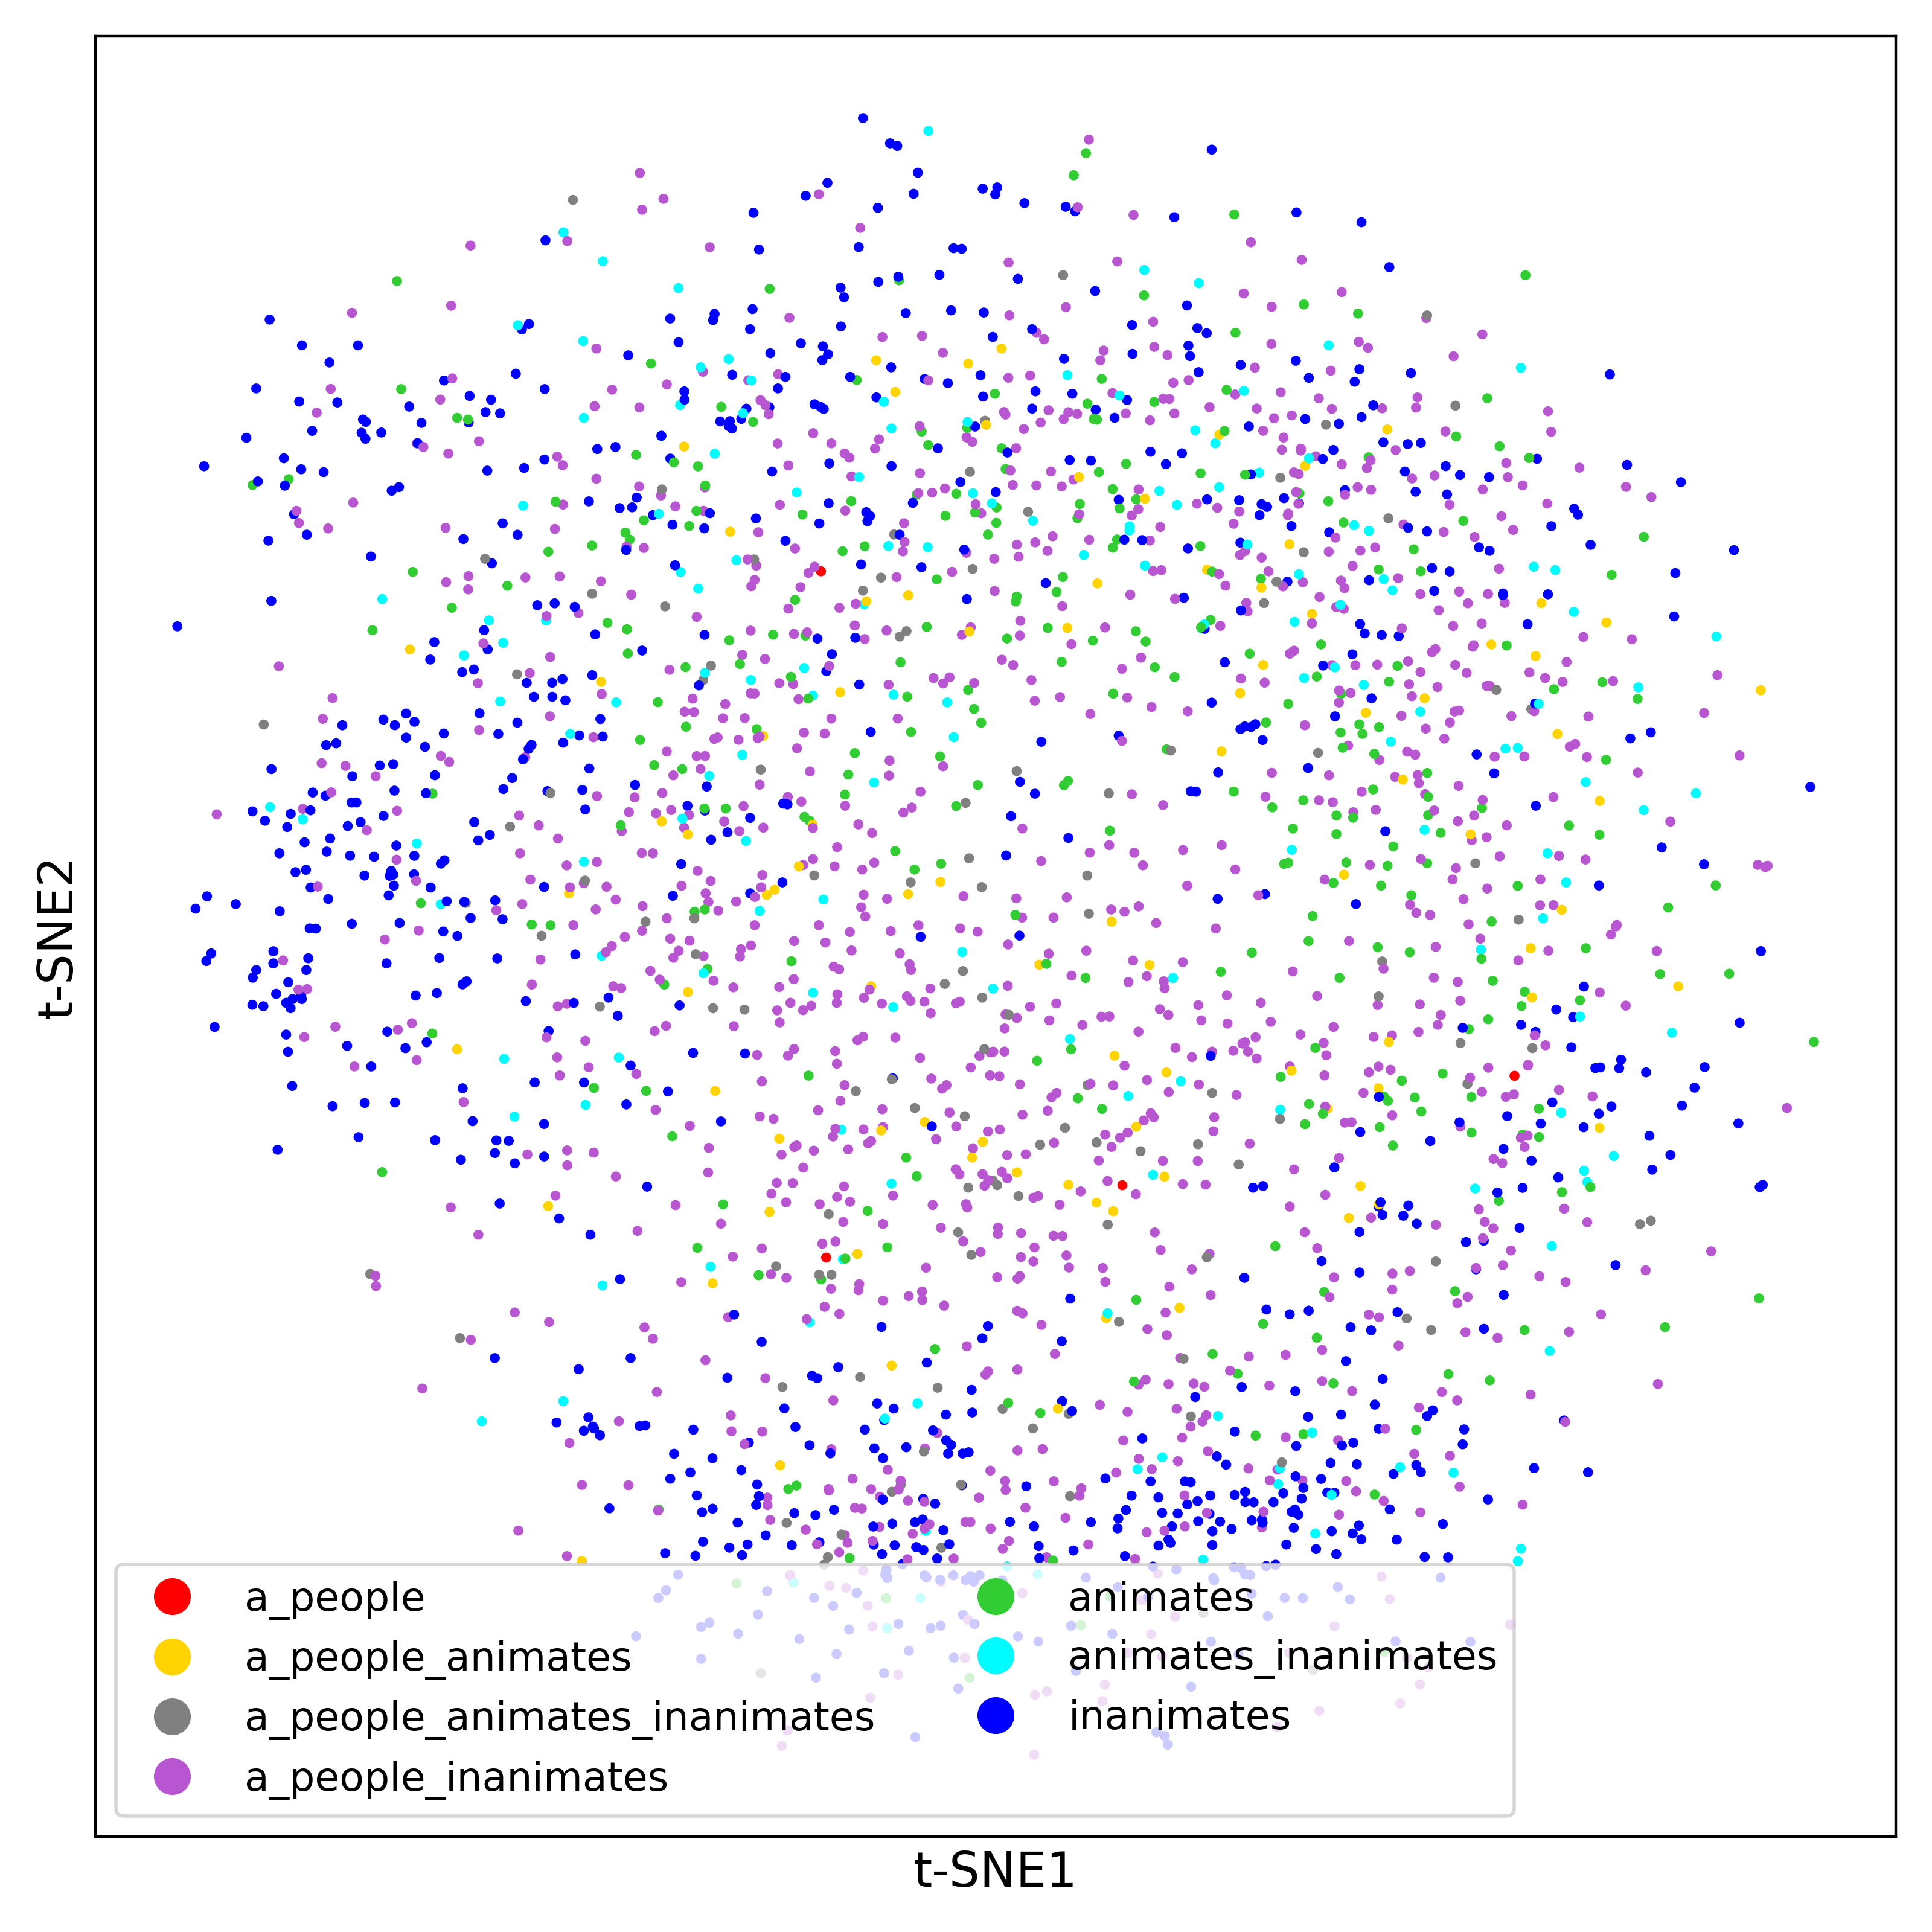 t-SNE2
a_people
a_people_animates
a_people_animates_inanimates
a_people_inanimates
animates
animates_inanimates
inanimates
t-SNE1